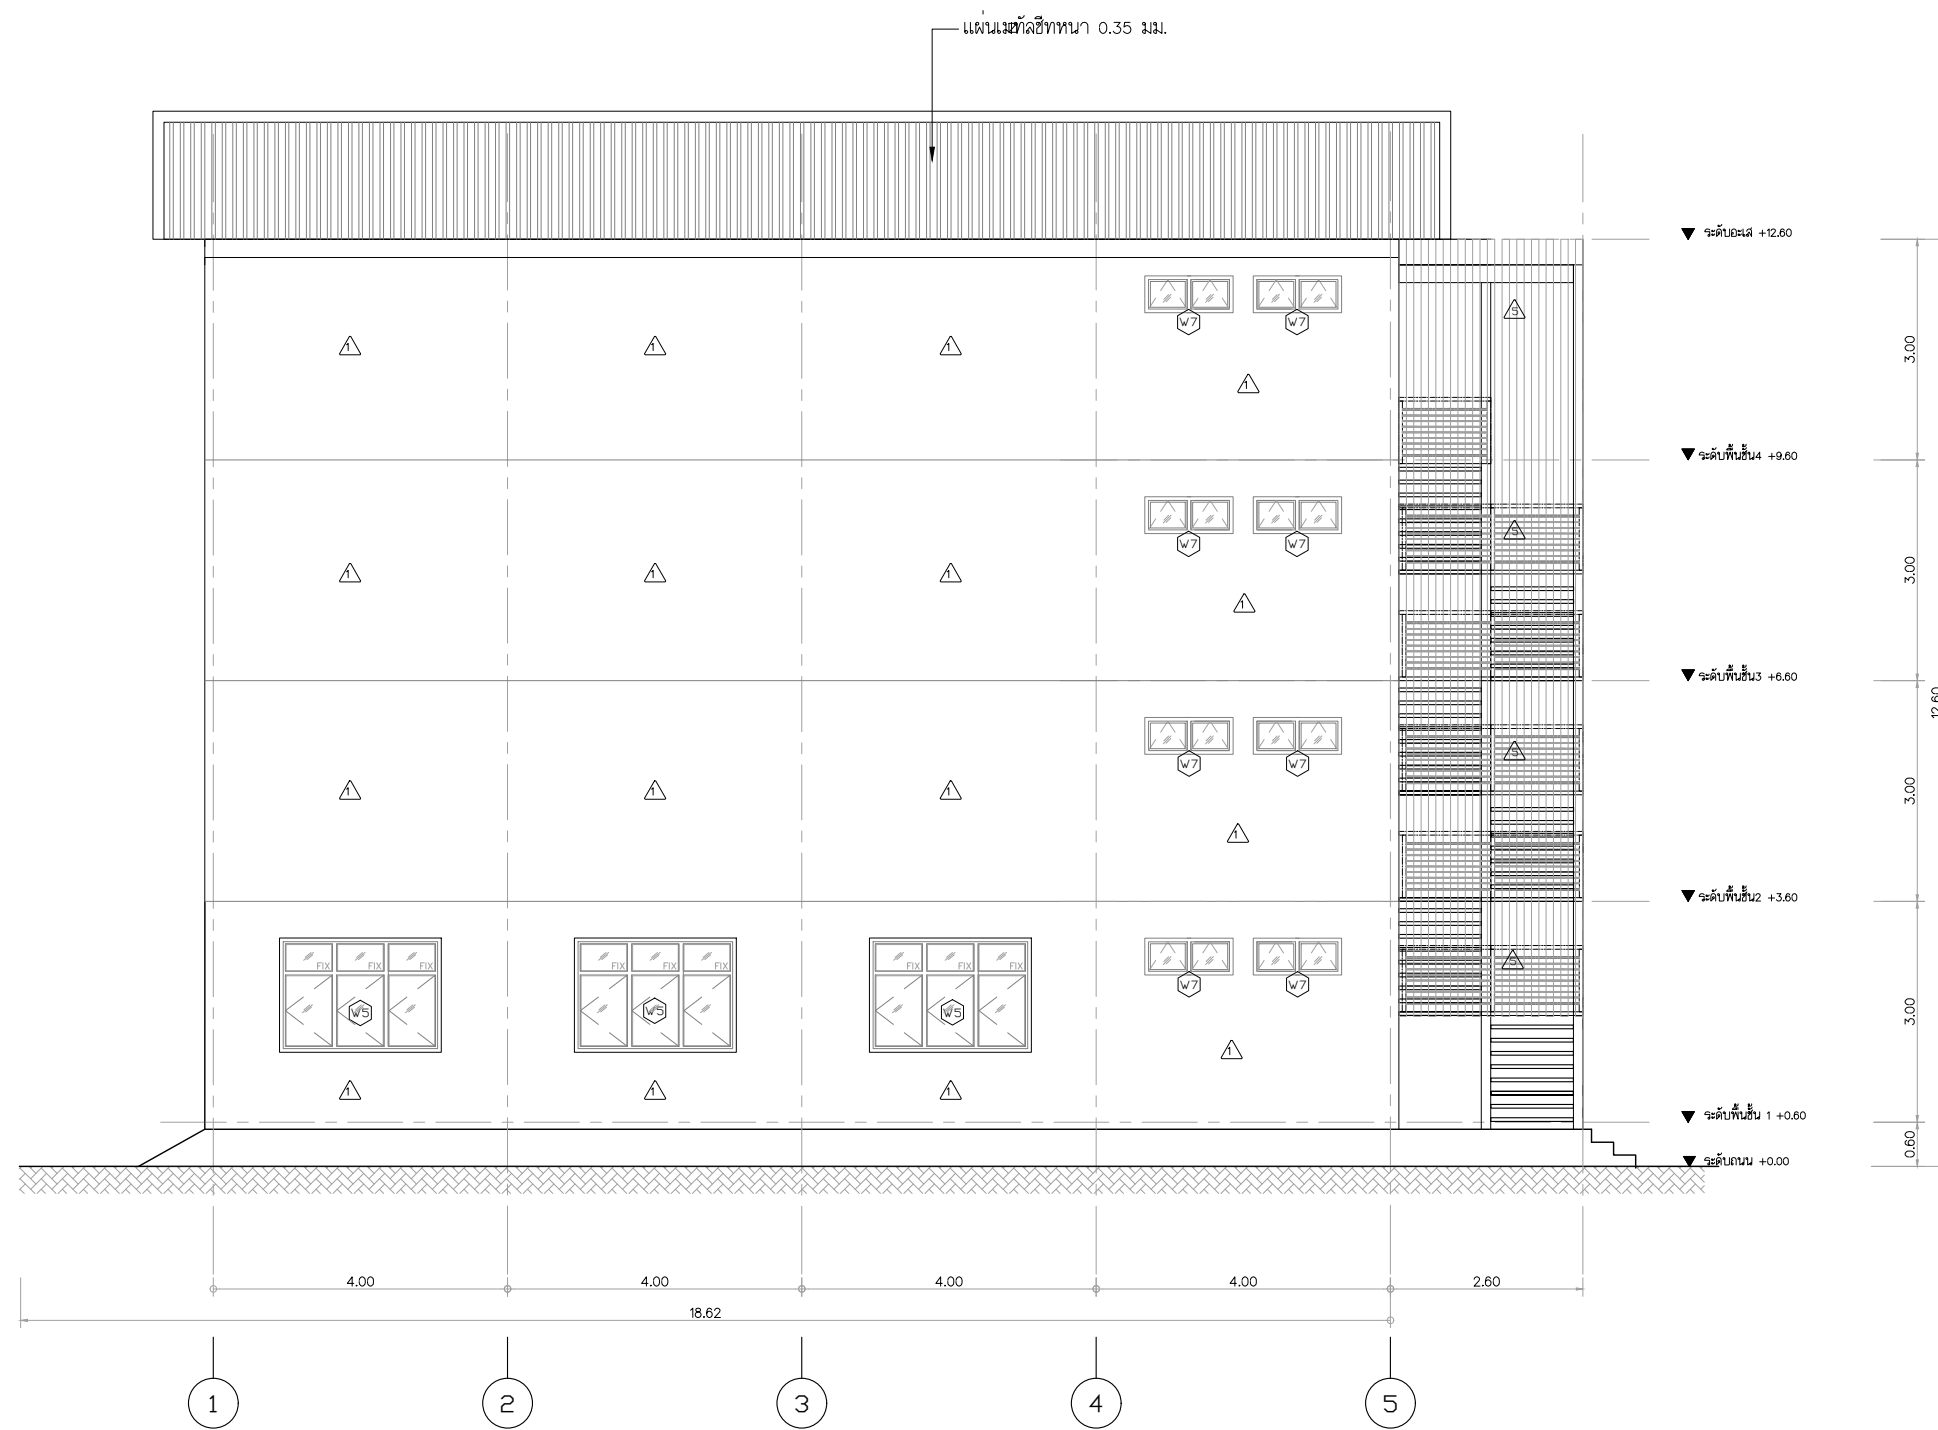 แผ่นเมทัลชีทหนา 0.35 มม.
ระดับอะเส +12.60
3.00
1 1 1 W7 W7 1 5
ระดับพื้นชั้น4 +9.60
3.00
1 1 1 W7 W7 1 5
ระดับพื้นชั้น3 +6.60
12.60
3.00
1 1 1 W7 W7 1 5
ระดับพื้นชั้น2 +3.60
3.00
FIX FIX FIX FIX FIX FIX FIX FIX FIX
W5 W5 W5 W7 W7 5
1 1 1 1
ระดับพื้นชั้น 1 +0.60
0.60
ระดับถนน +0.00
4.00 4.00 4.00 4.00 2.60
18.62
1 2 3 4 5